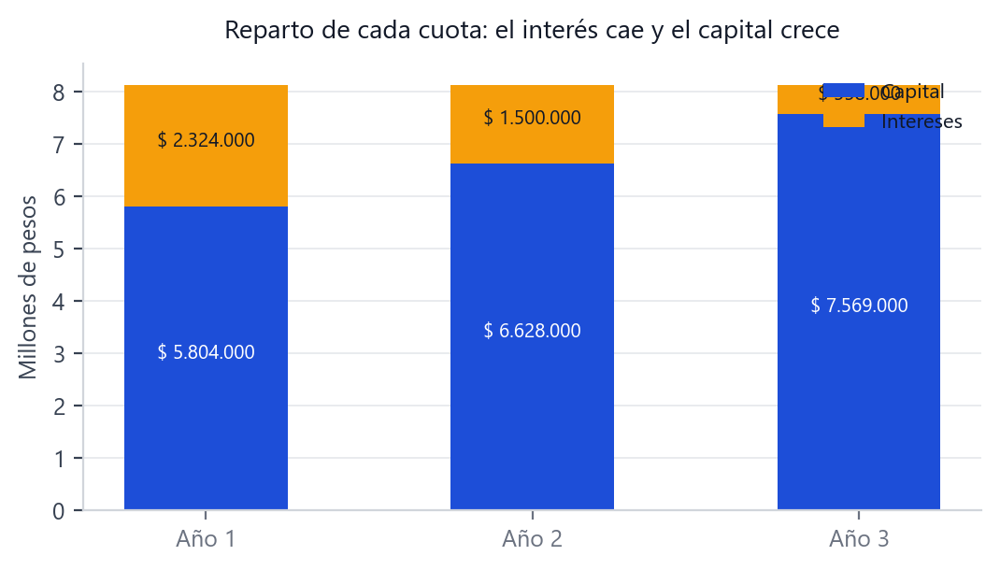 Reparto de cada cuota: el interés cae y el capital crece
Millones de pesos
8
7
6
5
4
3
2
1
0
$ 2.324.000
$ 5.804.000
$ 1.500.000
$ 6.628.000
$ 7.569.000
Capital
Intereses
Año 1
Año 2
Año 3